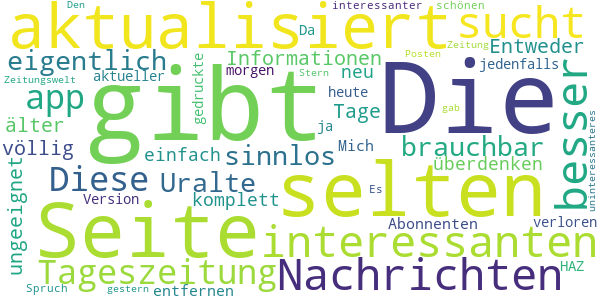 Den
interessanter
schönen
aktualisiert
sucht
Da
eigentlich
Informationen
Posten
Zeitung
Entweder
Zeitungswelt
aktueller
gedruckte
morgen
Stern
neu
jedenfalls
gibt
Die
app
heute
besser
älter
Tage
gab
uninteressanteres
völlig
ja
Mich
brauchbar
einfach
sinnlos
überdenken
ungeeignet
Diese
Uralte
selten
Es
Version
komplett
Abonnenten
verloren
Seite
interessanten
Tageszeitung
Nachrichten
HAZ
Spruch
gestern
entfernen